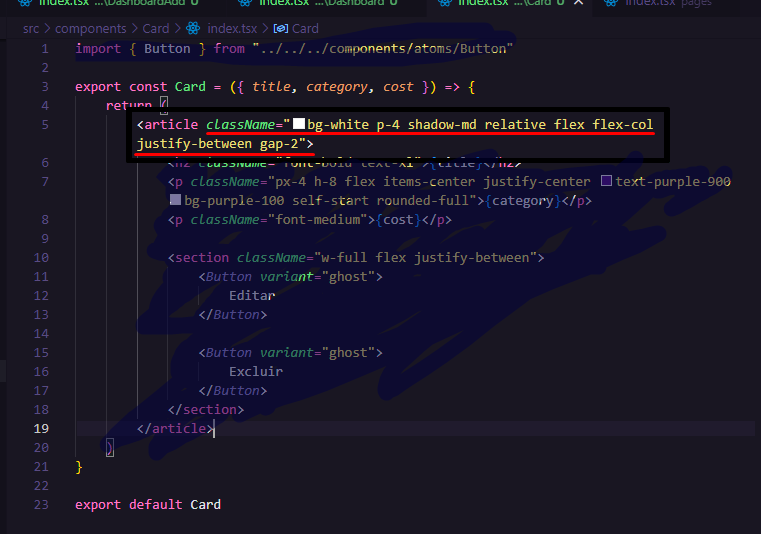 index.tsx ...\DashboardAdd U index.tsx ...\Dashboard U index.tsx ...\Card U × index.tsx pages
src > components > Card > index.tsx > Card
1 import { Button } from "../../../components/atoms/Button"
2
3 export const Card = ({ title, category, cost }) => {
4 return (
5 <article className="bg-white p-4 shadow-md relative flex flex-col
justify-between gap-2">
6 <h2 className="font-bold text-xl">{title}</h2>
7 <p className="px-4 h-8 flex items-center justify-center text-purple-900
bg-purple-100 self-start rounded-full">{category}</p>
8 <p className="font-medium">{cost}</p>
9
10 <section className="w-full flex justify-between">
11 <Button variant="ghost">
12 Editar
13 </Button>
14
15 <Button variant="ghost">
16 Excluir
17 </Button>
18 </section>
19 </article>
20 )
21 }
22
23 export default Card